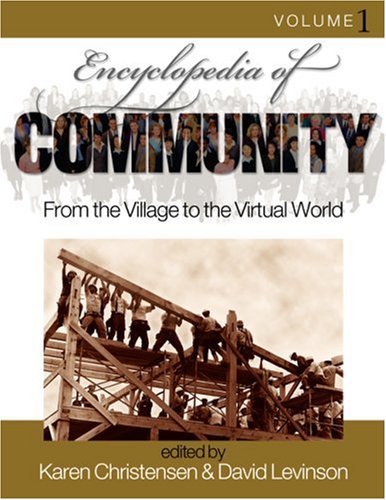 VOLUME 1
Encyclopedia of
COMMUNITY
From the Village to the Virtual World
edited by
Karen Christensen & David Levinson